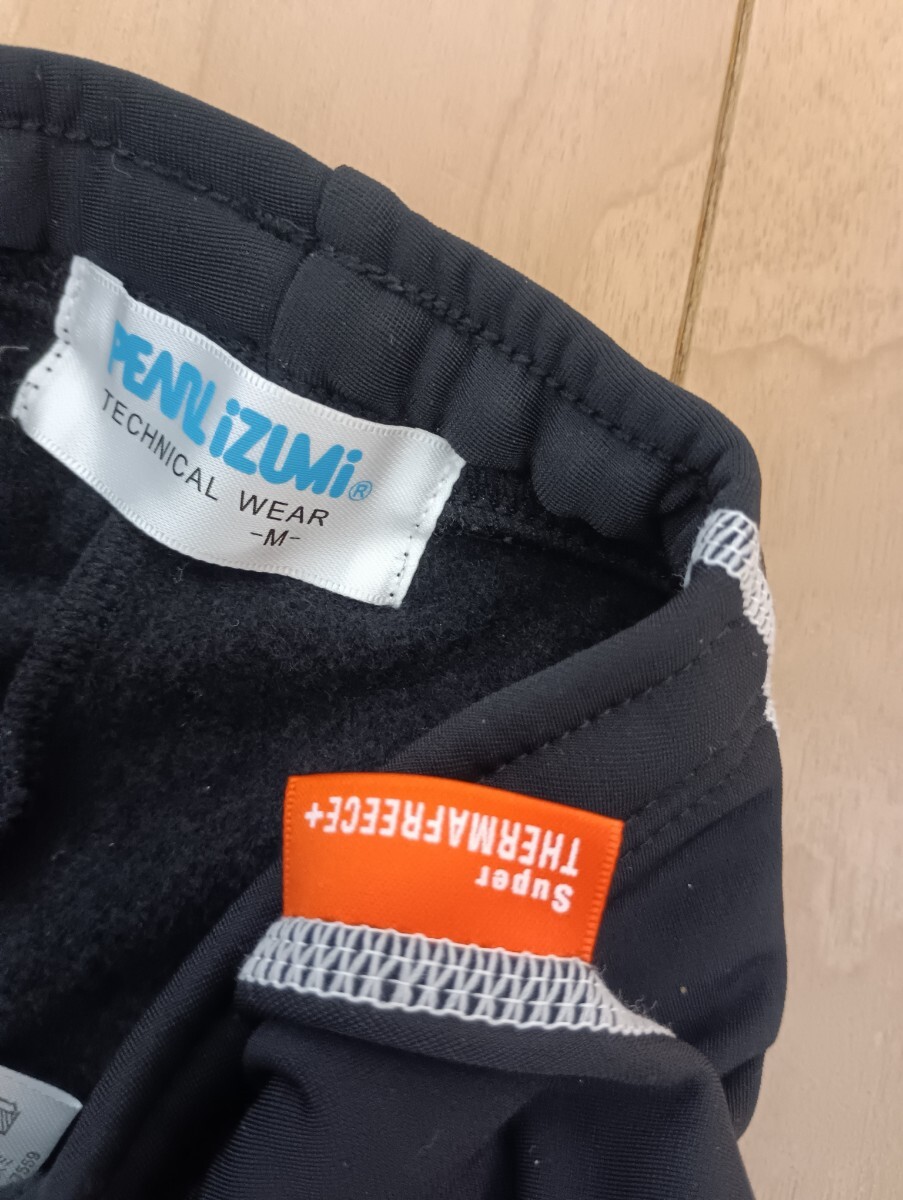 PEARL iZUMi®
TECHNICAL WEAR
-M-
Super
THERMAFREECE+